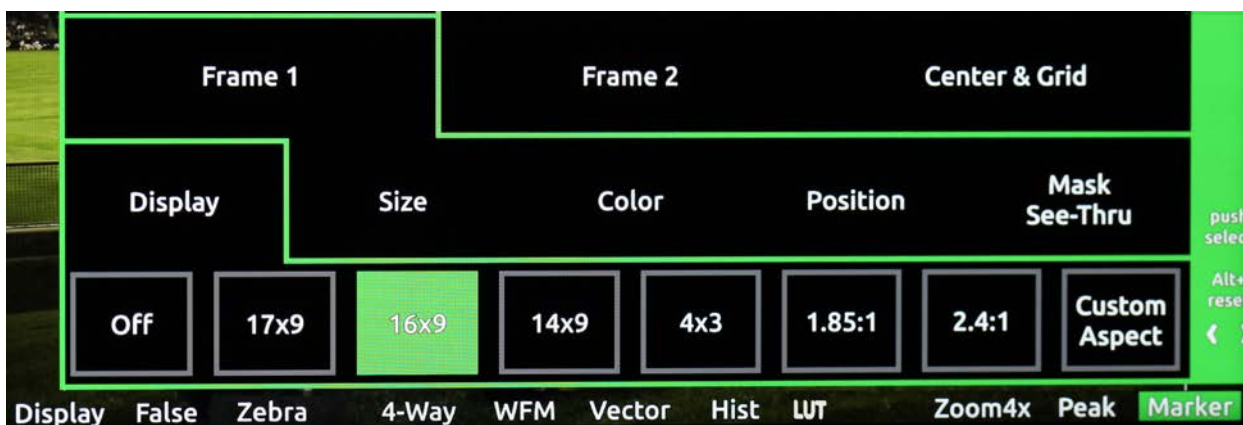 Frame 1 Frame 2 Center & Grid
Display Size Color Position Mask See-Thru
Off 17x9 16x9 14x9 4x3 1.85:1 2.4:1 Custom Aspect
Display False Zebra 4-Way WFM Vector Hist LUT Zoom4x Peak Marker